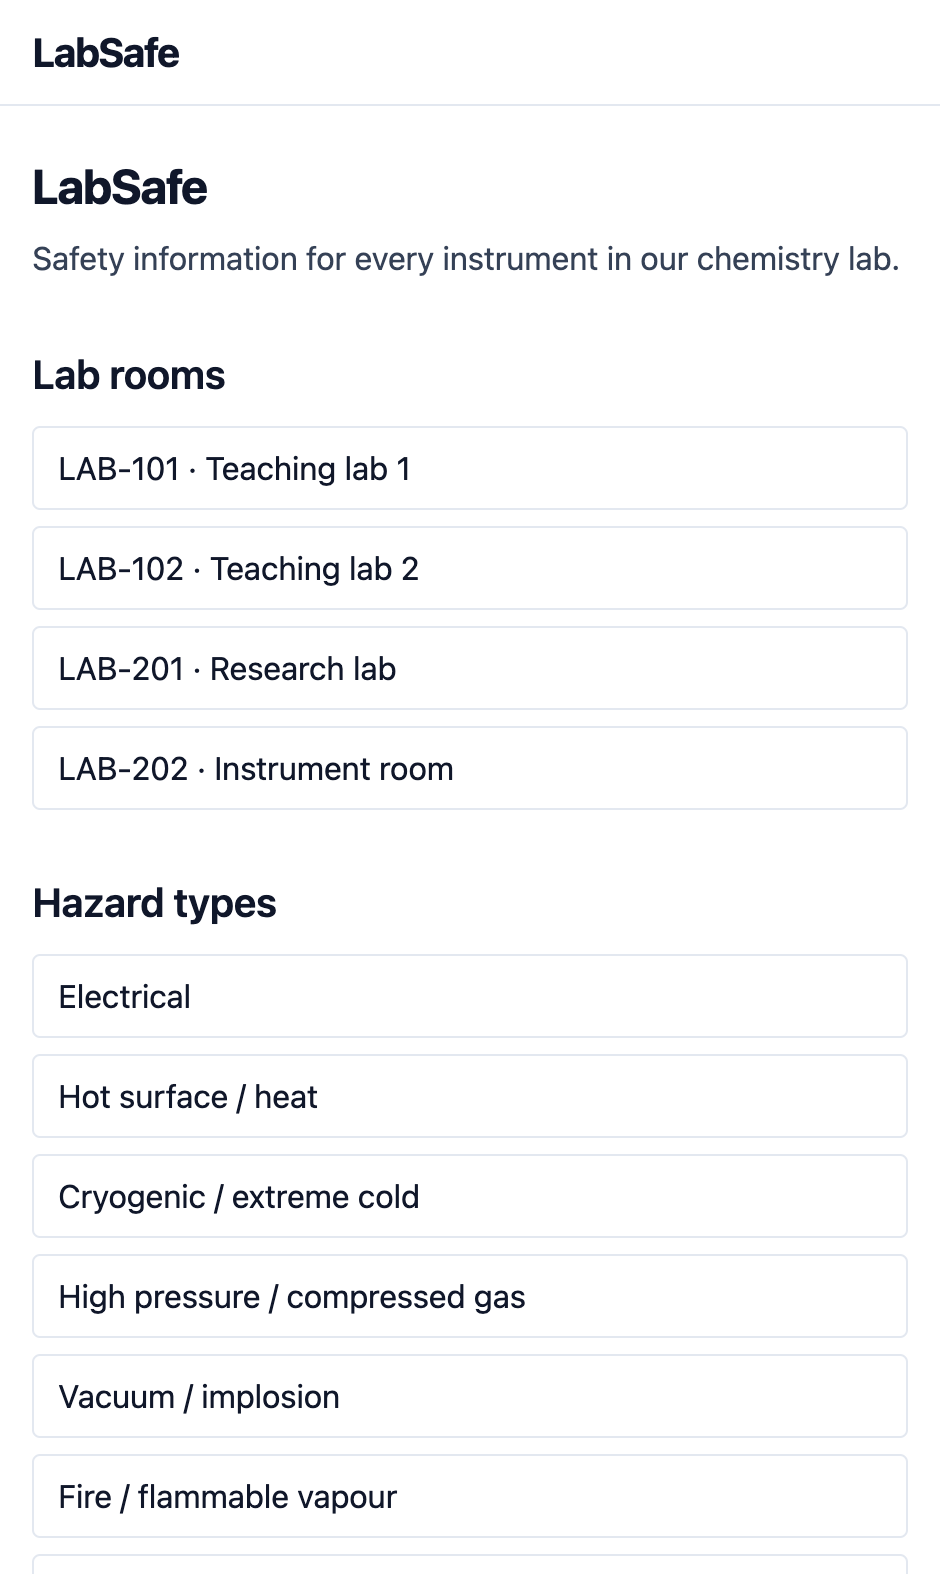 LabSafe
LabSafe
Safety information for every instrument in our chemistry lab.
Lab rooms
LAB-101 · Teaching lab 1
LAB-102 · Teaching lab 2
LAB-201 · Research lab
LAB-202 · Instrument room
Hazard types
Electrical
Hot surface / heat
Cryogenic / extreme cold
High pressure / compressed gas
Vacuum / implosion
Fire / flammable vapour